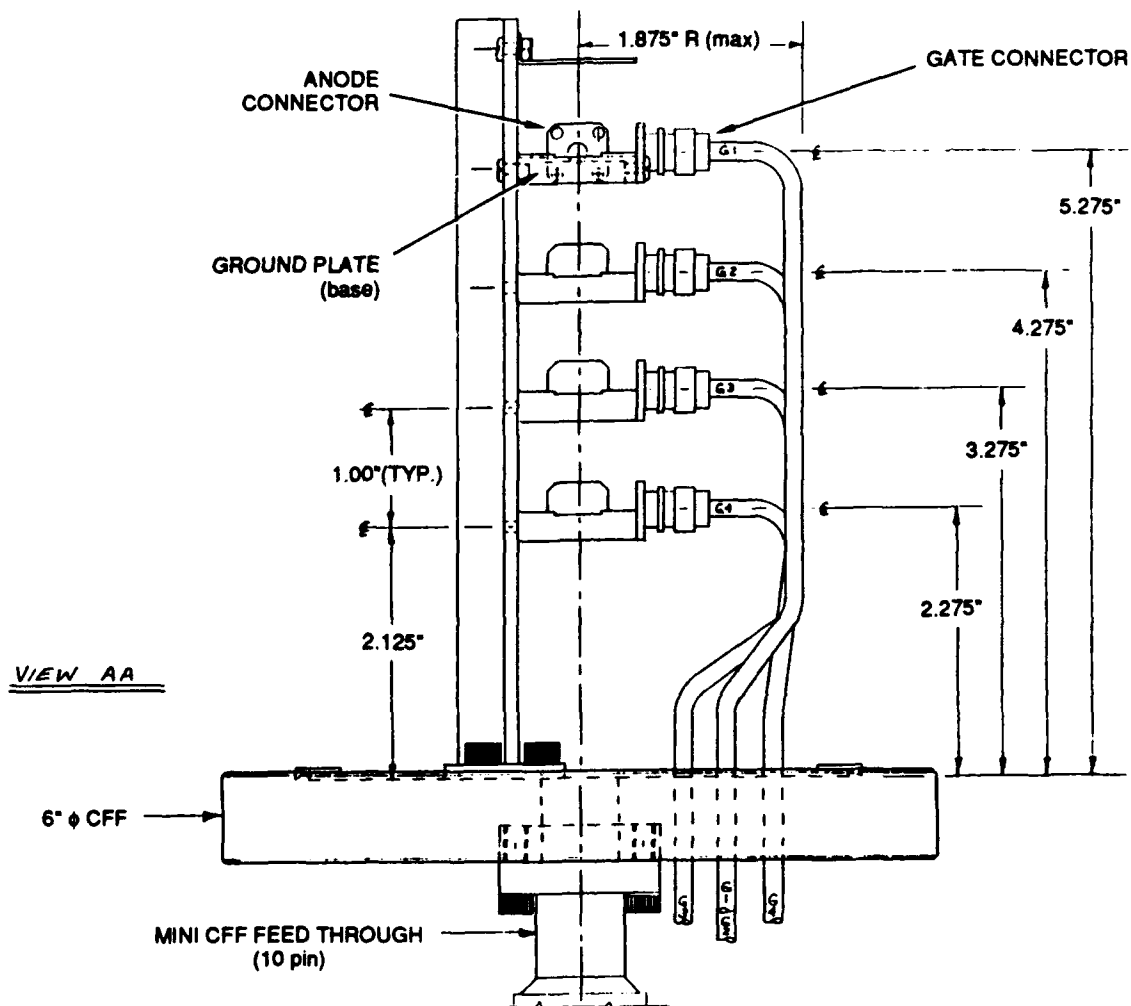 1.875" R (max)
GATE CONNECTOR
ANODE
CONNECTOR
G1
5.275"
GROUND PLATE
(base)
G2
4.275"
G3
3.275"
1.00"(TYP.)
G4
2.275"
2.125"
VIEW AA
6" ϕ CFF
MINI CFF FEED THROUGH
(10 pin)